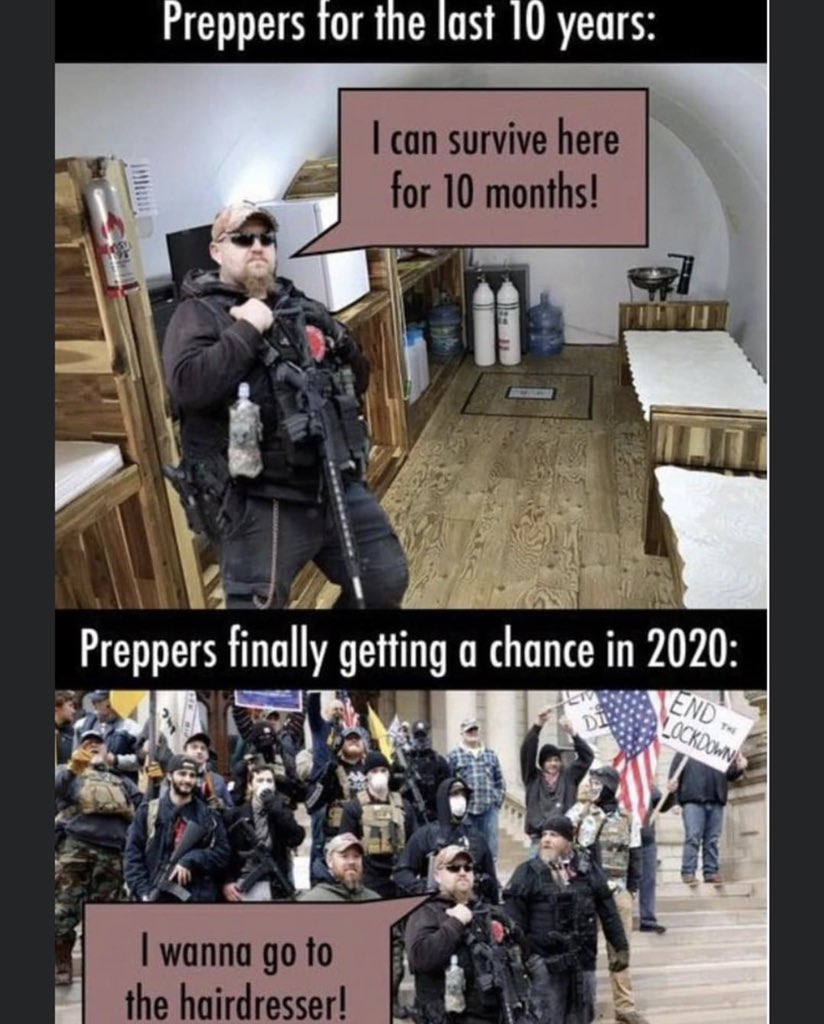 Preppers for the last 10 years:
I can survive here
for 10 months!
Preppers finally getting a chance in 2020:
END THE
LOCKDOWN
I wanna go to
the hairdresser!